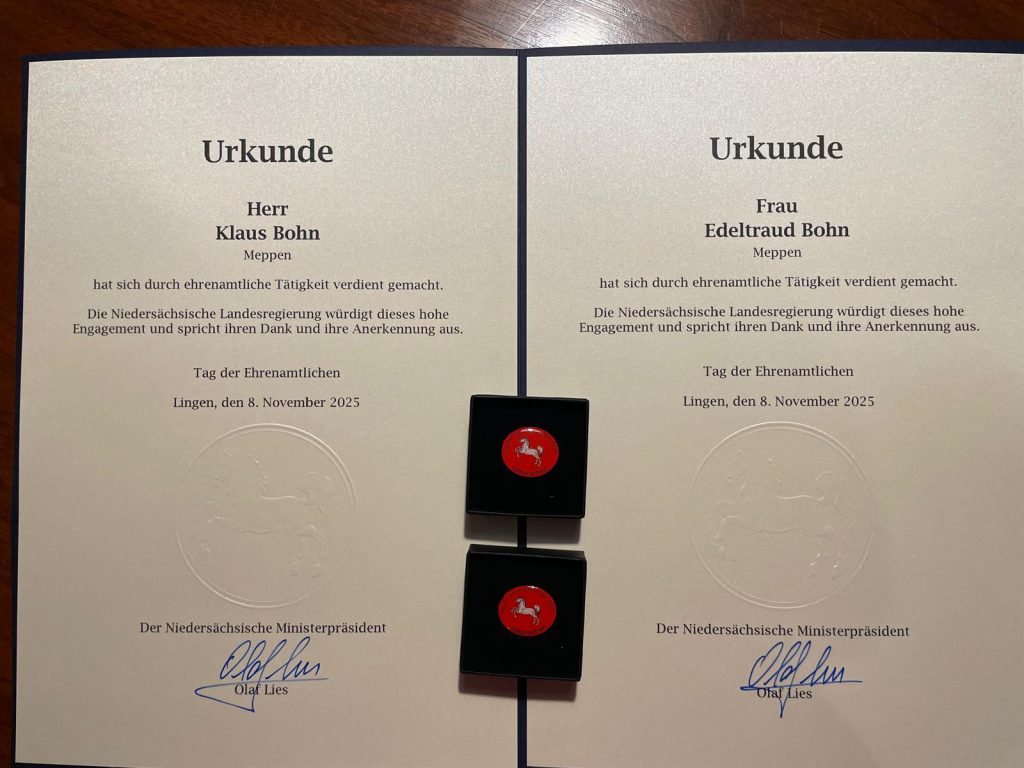 Urkunde
Herr
Klaus Bohn
Meppen
hat sich durch ehrenamtliche Tätigkeit verdient gemacht.
Die Niedersächsische Landesregierung würdigt dieses hohe
Engagement und spricht ihren Dank und ihre Anerkennung aus.
Tag der Ehrenamtlichen
Lingen, den 8. November 2025
Der Niedersächsische Ministerpräsident
Olaf Lies
Olaf Lies
Urkunde
Frau
Edeltraud Bohn
Meppen
hat sich durch ehrenamtliche Tätigkeit verdient gemacht.
Die Niedersächsische Landesregierung würdigt dieses hohe
Engagement und spricht ihren Dank und ihre Anerkennung aus.
Tag der Ehrenamtlichen
Lingen, den 8. November 2025
Der Niedersächsische Ministerpräsident
Olaf Lies
Olaf Lies